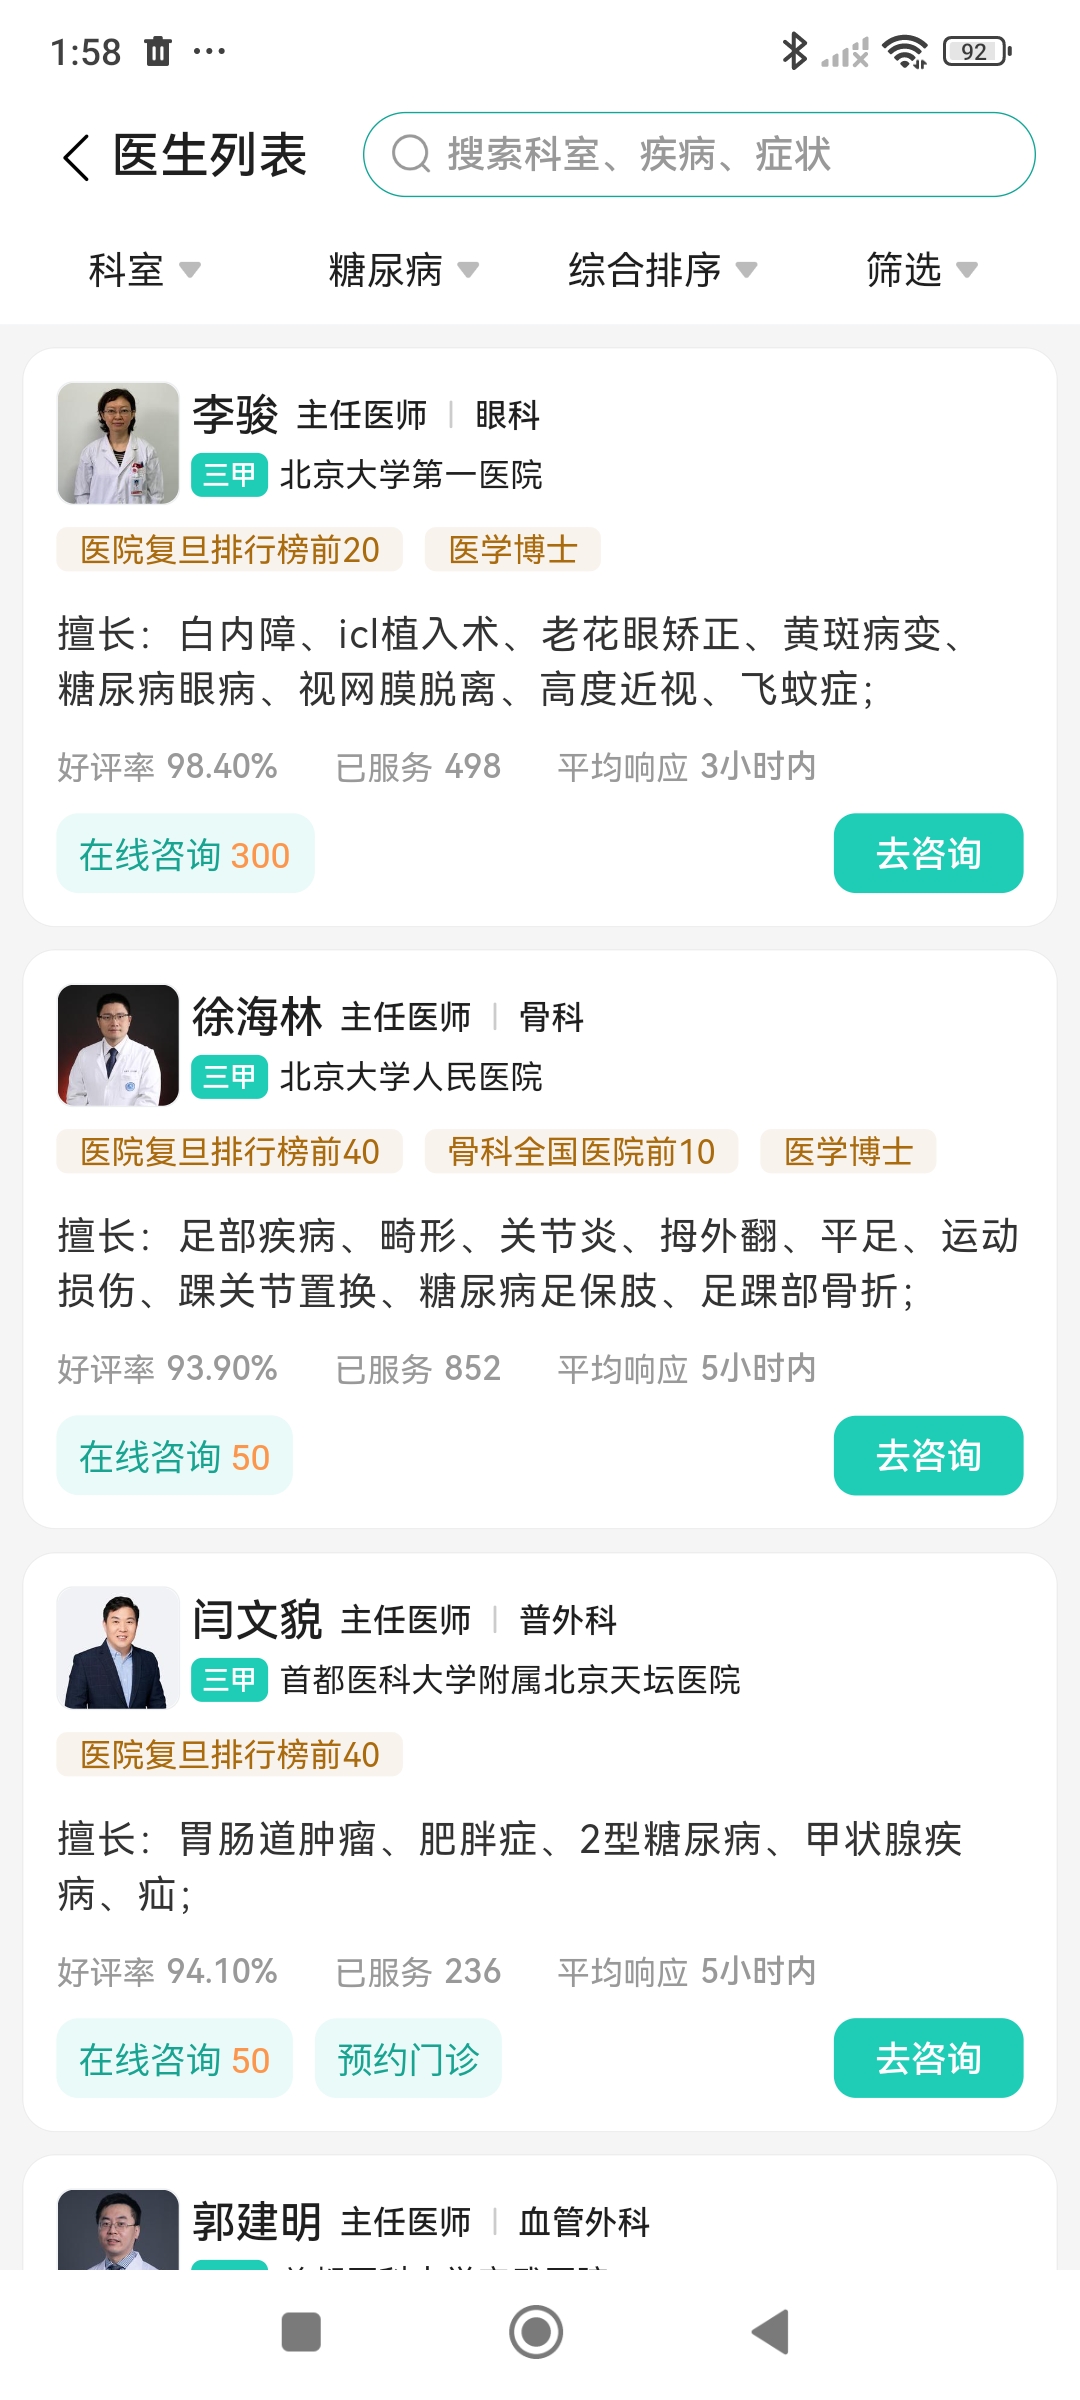 1:58 ... 92
医生列表 搜索科室、疾病、症状
科室 糖尿病 综合排序 筛选
李骏 主任医师 眼科
三甲 北京大学第一医院
医院复旦排行榜前20 医学博士
擅长：白内障、icl植入术、老花眼矫正、黄斑病变、
糖尿病眼病、视网膜脱离、高度近视、飞蚊症；
好评率 98.40% 已服务 498 平均响应 3小时内
在线咨询 300 去咨询
徐海林 主任医师 骨科
三甲 北京大学人民医院
医院复旦排行榜前40 骨科全国医院前10 医学博士
擅长：足部疾病、畸形、关节炎、拇外翻、平足、运动
损伤、踝关节置换、糖尿病足保肢、足踝部骨折；
好评率 93.90% 已服务 852 平均响应 5小时内
在线咨询 50 去咨询
闫文貌 主任医师 普外科
三甲 首都医科大学附属北京天坛医院
医院复旦排行榜前40
擅长：胃肠道肿瘤、肥胖症、2型糖尿病、甲状腺疾
病、疝；
好评率 94.10% 已服务 236 平均响应 5小时内
在线咨询 50 预约门诊 去咨询
郭建明 主任医师 血管外科